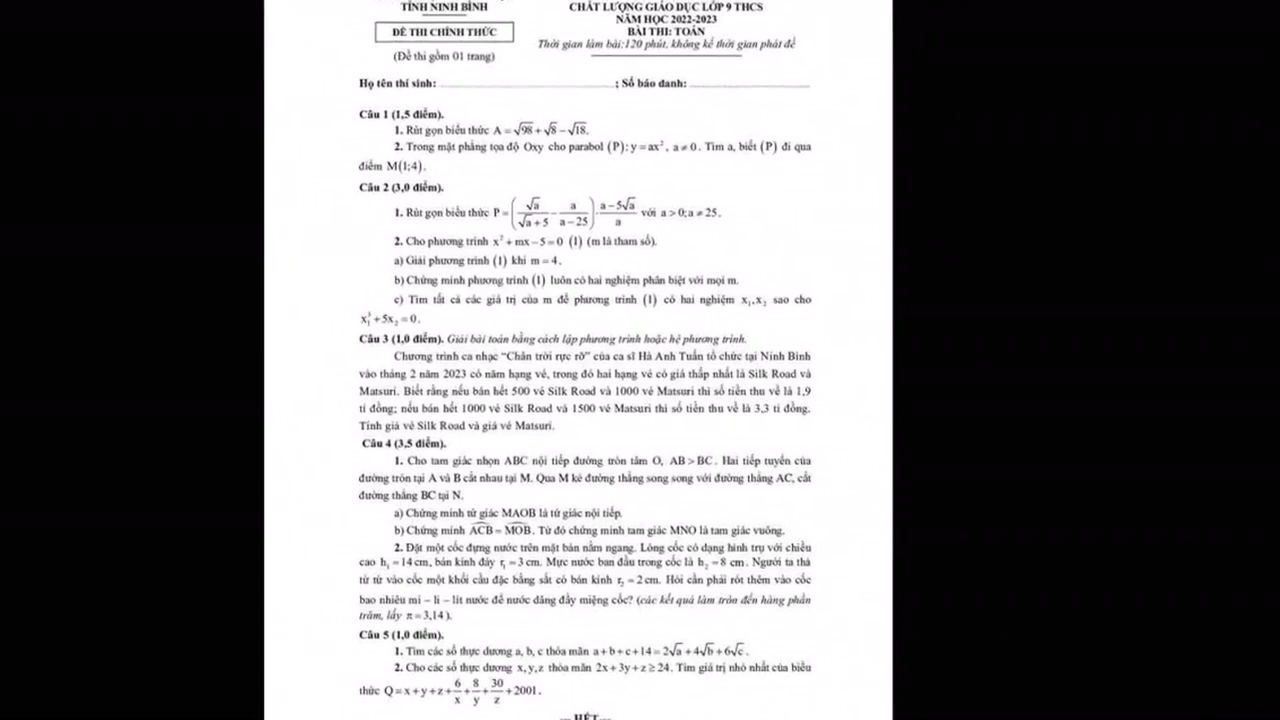 TỈNH NINH BÌNH
CHẤT LƯỢNG GIÁO DỤC LỚP 9 THCS
NĂM HỌC 2022-2023
ĐỀ THI CHÍNH THỨC
BÀI THI: TOÁN
Thời gian làm bài:120 phút, không kể thời gian phát đề
(Đề thi gồm 01 trang)
Họ tên thí sinh: ; Số báo danh:
Câu 1 (1,5 điểm).
1. Rút gọn biểu thức A = √98 + √8 − √18.
2. Trong mặt phẳng tọa độ Oxy cho parabol (P): y = ax², a ≠ 0. Tìm a, biết (P) đi qua
điểm M(1;4).
Câu 2 (3,0 điểm).
1. Rút gọn biểu thức P = (√a/(√a + 5) − a/(a − 25)) · (a − 5√a)/a với a > 0; a ≠ 25.
2. Cho phương trình x² + mx − 5 = 0 (1) (m là tham số).
a) Giải phương trình (1) khi m = 4.
b) Chứng minh phương trình (1) luôn có hai nghiệm phân biệt với mọi m.
c) Tìm tất cả các giá trị của m để phương trình (1) có hai nghiệm x₁, x₂ sao cho
x₁³ + 5x₂ = 0.
Câu 3 (1,0 điểm). Giải bài toán bằng cách lập phương trình hoặc hệ phương trình.
Chương trình ca nhạc “Chân trời rực rỡ” của ca sĩ Hà Anh Tuấn tổ chức tại Ninh Bình
vào tháng 2 năm 2023 có năm hạng vé, trong đó hai hạng vé có giá thấp nhất là Silk Road và
Matsuri. Biết rằng nếu bán hết 500 vé Silk Road và 1000 vé Matsuri thì số tiền thu về là 1,9
tỉ đồng; nếu bán hết 1000 vé Silk Road và 1500 vé Matsuri thì số tiền thu về là 3,3 tỉ đồng.
Tính giá vé Silk Road và giá vé Matsuri.
Câu 4 (3,5 điểm).
1. Cho tam giác nhọn ABC nội tiếp đường tròn tâm O, AB > BC. Hai tiếp tuyến của
đường tròn tại A và B cắt nhau tại M. Qua M kẻ đường thẳng song song với đường thẳng AC, cắt
đường thẳng BC tại N.
a) Chứng minh tứ giác MAOB là tứ giác nội tiếp.
b) Chứng minh ACB = MOB. Từ đó chứng minh tam giác MNO là tam giác vuông.
2. Đặt một cốc đựng nước trên mặt bàn nằm ngang. Lòng cốc có dạng hình trụ với chiều
cao h₁ = 14 cm, bán kính đáy r₁ = 3 cm. Mực nước ban đầu trong cốc là h₂ = 8 cm. Người ta thả
từ từ vào cốc một khối cầu đặc bằng sắt có bán kính r₂ = 2 cm. Hỏi cần phải rót thêm vào cốc
bao nhiêu mi – li – lít nước để nước dâng đầy miệng cốc? (các kết quả làm tròn đến hàng phần
trăm, lấy π = 3,14).
Câu 5 (1,0 điểm).
1. Tìm các số thực dương a, b, c thỏa mãn a + b + c + 14 = 2√a + 4√b + 6√c.
2. Cho các số thực dương x, y, z thỏa mãn 2x + 3y + z ≥ 24. Tìm giá trị nhỏ nhất của biểu
thức Q = x + y + z + 6/x + 8/y + 30/z + 2001.
--- HẾT ---